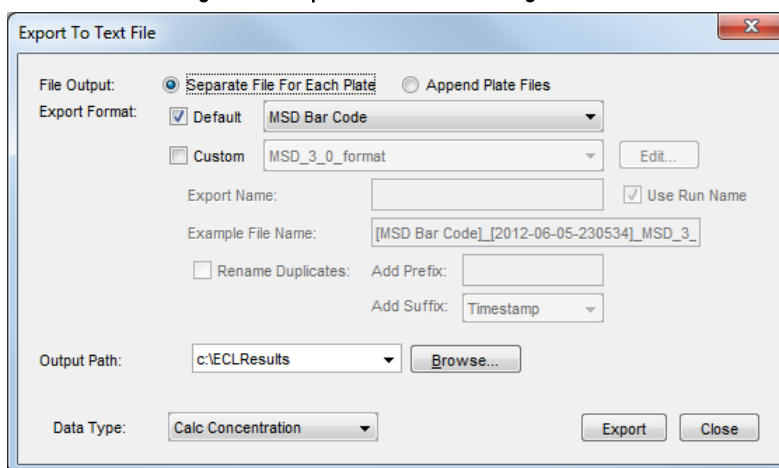 Export To Text File
File Output: Separate File For Each Plate Append Plate Files
Export Format: Default MSD Bar Code
Custom MSD_3_0_format Edit...
Export Name: Use Run Name
Example File Name: [MSD Bar Code]_[2012-06-05-230534]_MSD_3_
Rename Duplicates: Add Prefix:
Add Suffix: Timestamp
Output Path: c:\ECLResults Browse...
Data Type: Calc Concentration Export Close